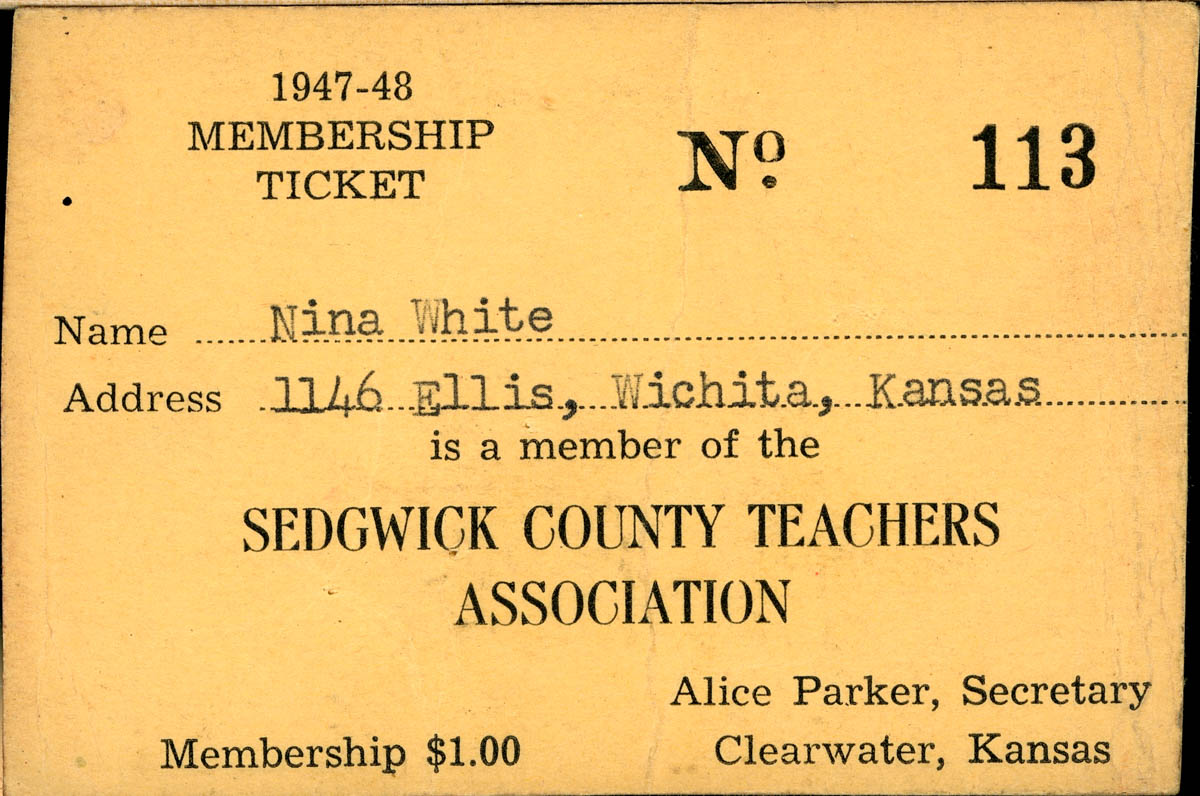 1947-48
MEMBERSHIP
TICKET
Nº 113
Name Nina White
Address 1146 Ellis, Wichita, Kansas
is a member of the
SEDGWICK COUNTY TEACHERS
ASSOCIATION
Alice Parker, Secretary
Membership $1.00 Clearwater, Kansas